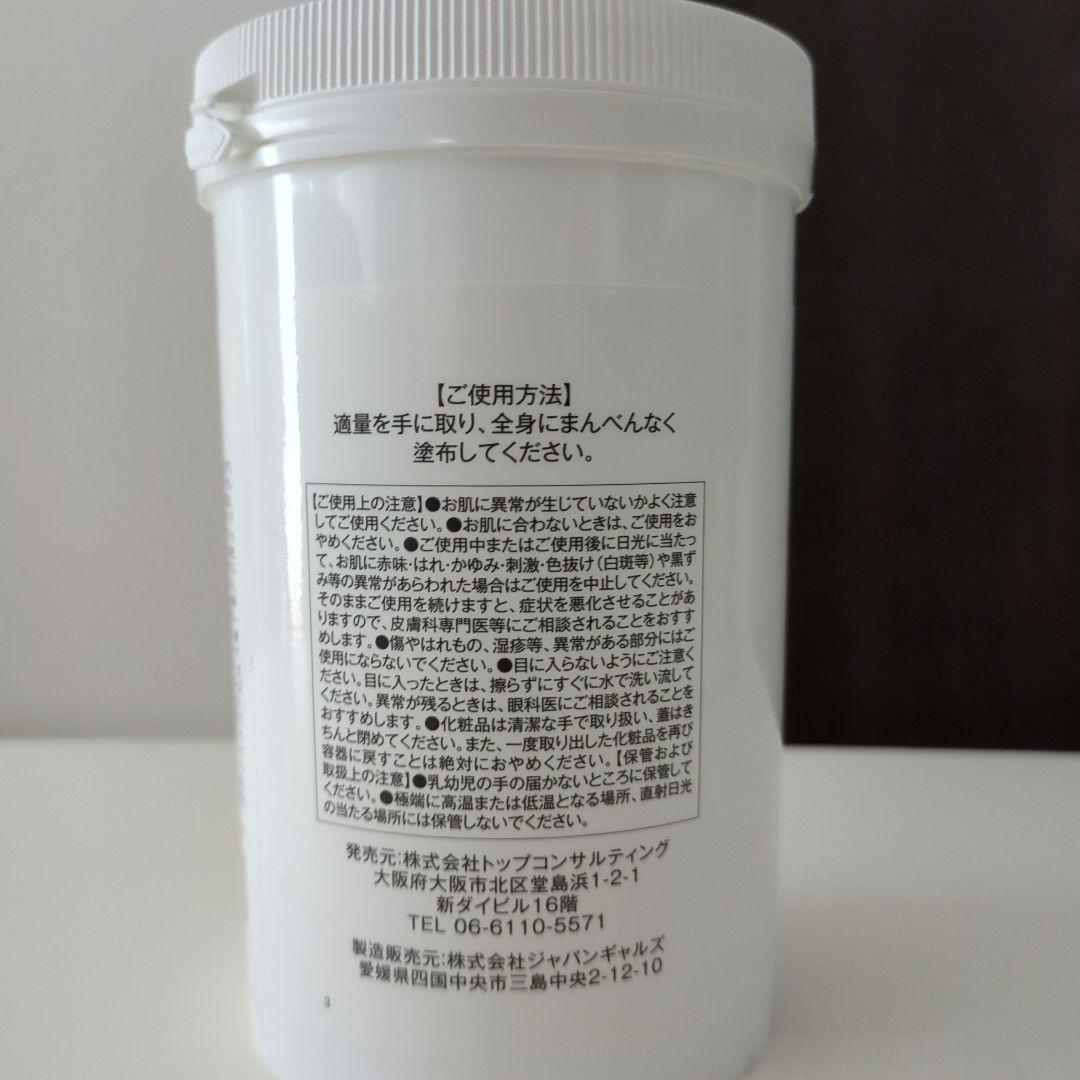 【ご使用方法】
適量を手に取り、全身にまんべんなく
塗布してください。
【ご使用上の注意】●お肌に異常が生じていないかよく注意
してご使用ください。●お肌に合わないときは、ご使用をお
やめください。●ご使用中またはご使用後に日光に当たっ
て、お肌に赤味・はれ・かゆみ・刺激・色抜け(白斑等)や黒ず
み等の異常があらわれた場合はご使用を中止してください。
そのままご使用を続けますと、症状を悪化させることがあ
りますので、皮膚科専門医等にご相談されることをおすす
めします。●傷やはれもの、湿疹等、異常がある部分にはご
使用にならないでください。●目に入らないようにご注意く
ださい。目に入ったときは、擦らずにすぐに水で洗い流して
ください。異常が残るときは、眼科医にご相談されることを
おすすめします。●化粧品は清潔な手で取り扱い、蓋はき
ちんと閉めてください。また、一度取り出した化粧品を再び
容器に戻すことは絶対におやめください。【保管および
取扱上の注意】●乳幼児の手の届かないところに保管して
ください。●極端に高温または低温となる場所、直射日光
の当たる場所には保管しないでください。
発売元:株式会社トップコンサルティング
大阪府大阪市北区堂島浜1-2-1
新ダイビル16階
TEL 06-6110-5571
製造販売元:株式会社ジャパンギャルズ
愛媛県四国中央市三島中央2-12-10